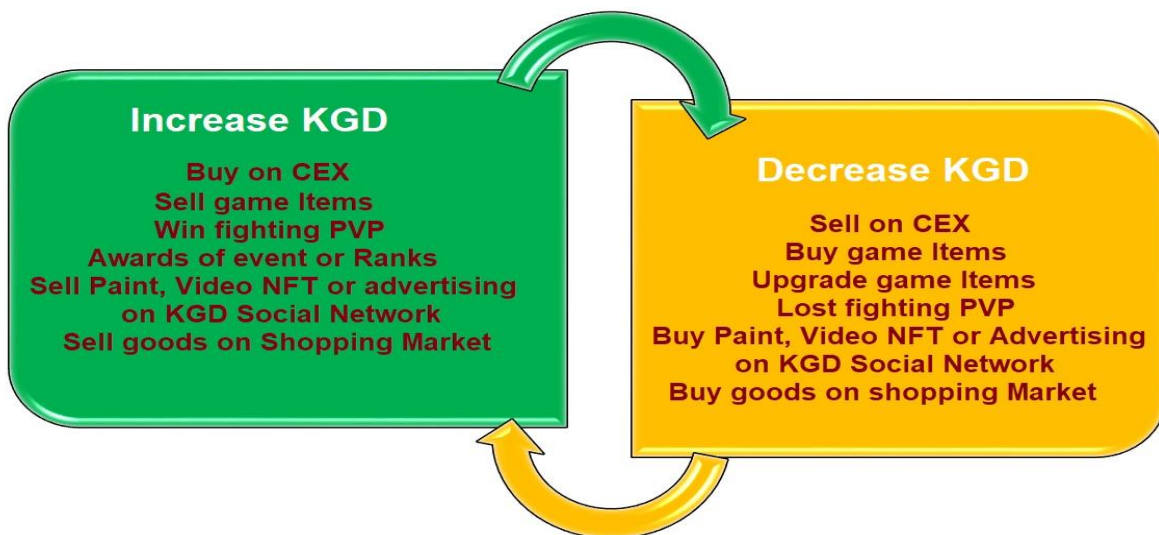 Increase KGD
Buy on CEX
Sell game Items
Win fighting PVP
Awards of event or Ranks
Sell Paint, Video NFT or advertising
on KGD Social Network
Sell goods on Shopping Market
Decrease KGD
Sell on CEX
Buy game Items
Upgrade game Items
Lost fighting PVP
Buy Paint, Video NFT or Advertising
on KGD Social Network
Buy goods on shopping Market